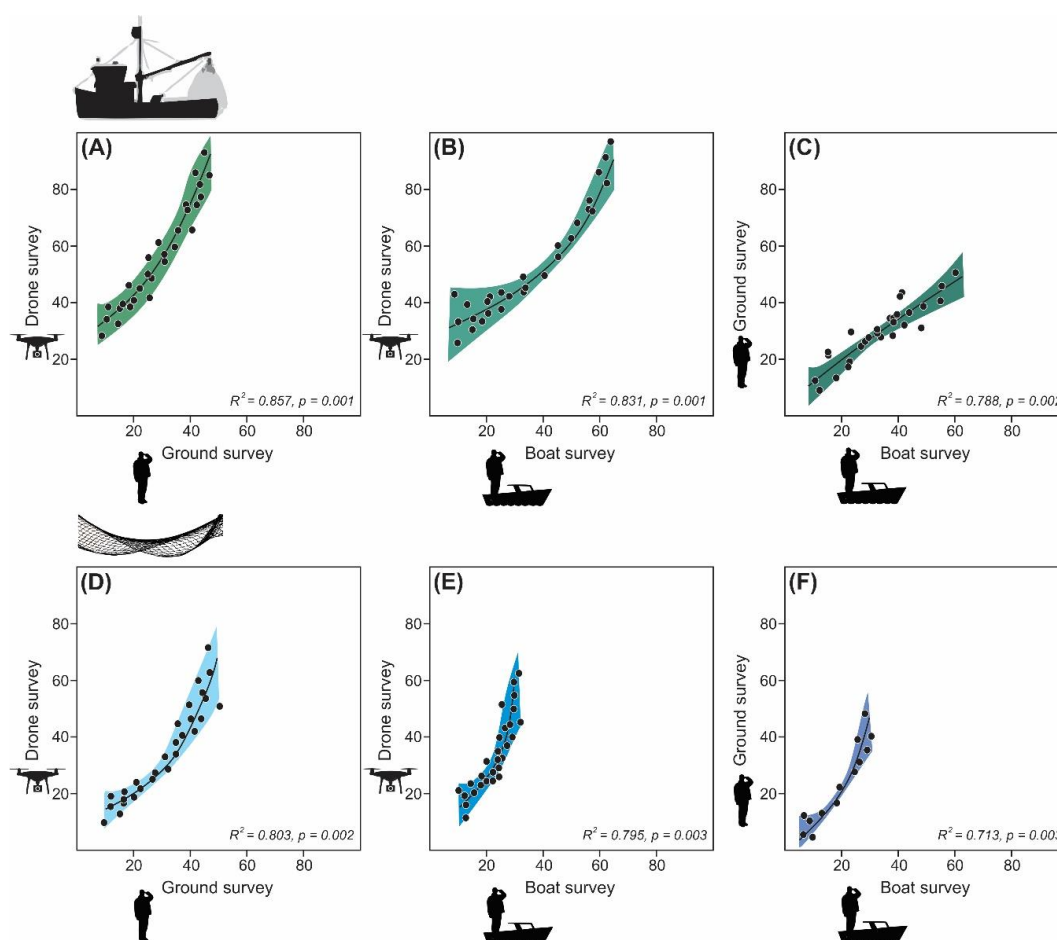 (A)
80
60
40
20
Drone survey
R² = 0.857, p = 0.001
20 40 60 80
Ground survey
(B)
80
60
40
20
Drone survey
R² = 0.831, p = 0.001
20 40 60 80
Boat survey
(C)
80
60
40
20
Ground survey
R² = 0.788, p = 0.002
20 40 60 80
Boat survey
(D)
80
60
40
20
Drone survey
R² = 0.803, p = 0.002
20 40 60 80
Ground survey
(E)
80
60
40
20
Drone survey
R² = 0.795, p = 0.003
20 40 60 80
Boat survey
(F)
80
60
40
20
Ground survey
R² = 0.713, p = 0.003
20 40 60 80
Boat survey